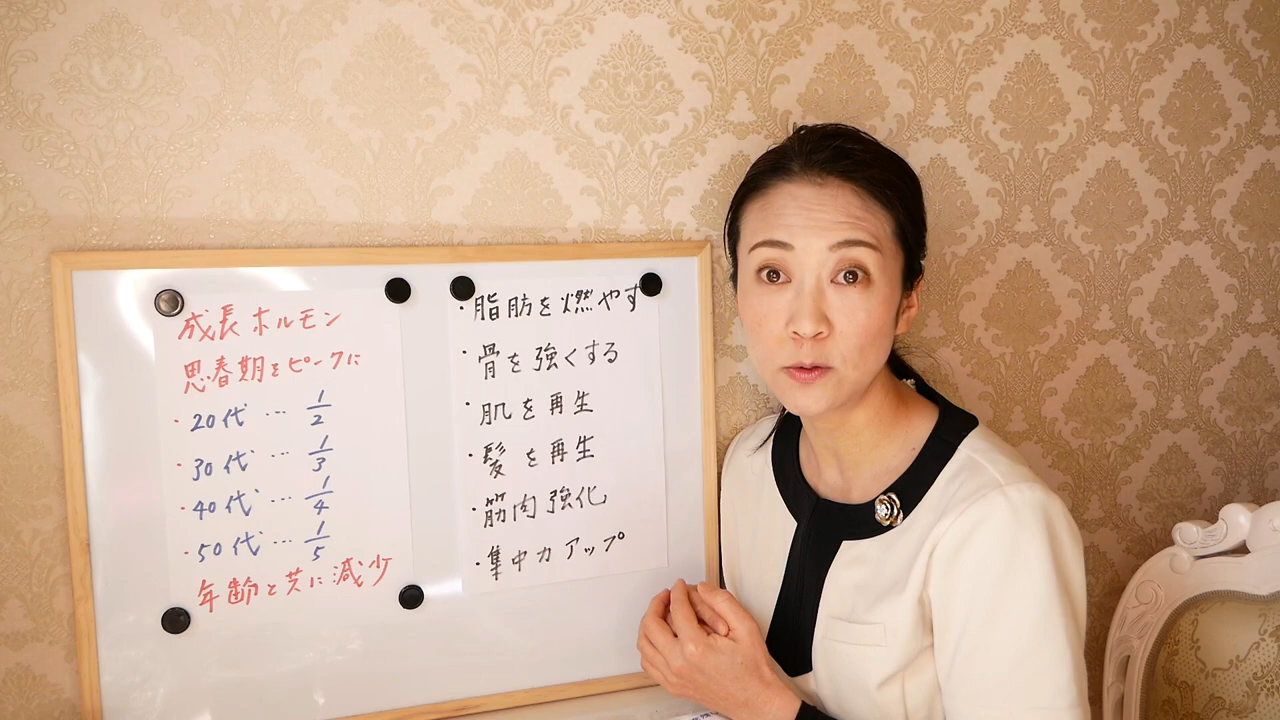 成長ホルモン
思春期をピークに
・20代 … 1/2
・30代 … 1/3
・40代 … 1/4
・50代 … 1/5
年齢と共に減少
・脂肪を燃やす
・骨を強くする
・肌を再生
・髪を再生
・筋肉強化
・集中力アップ